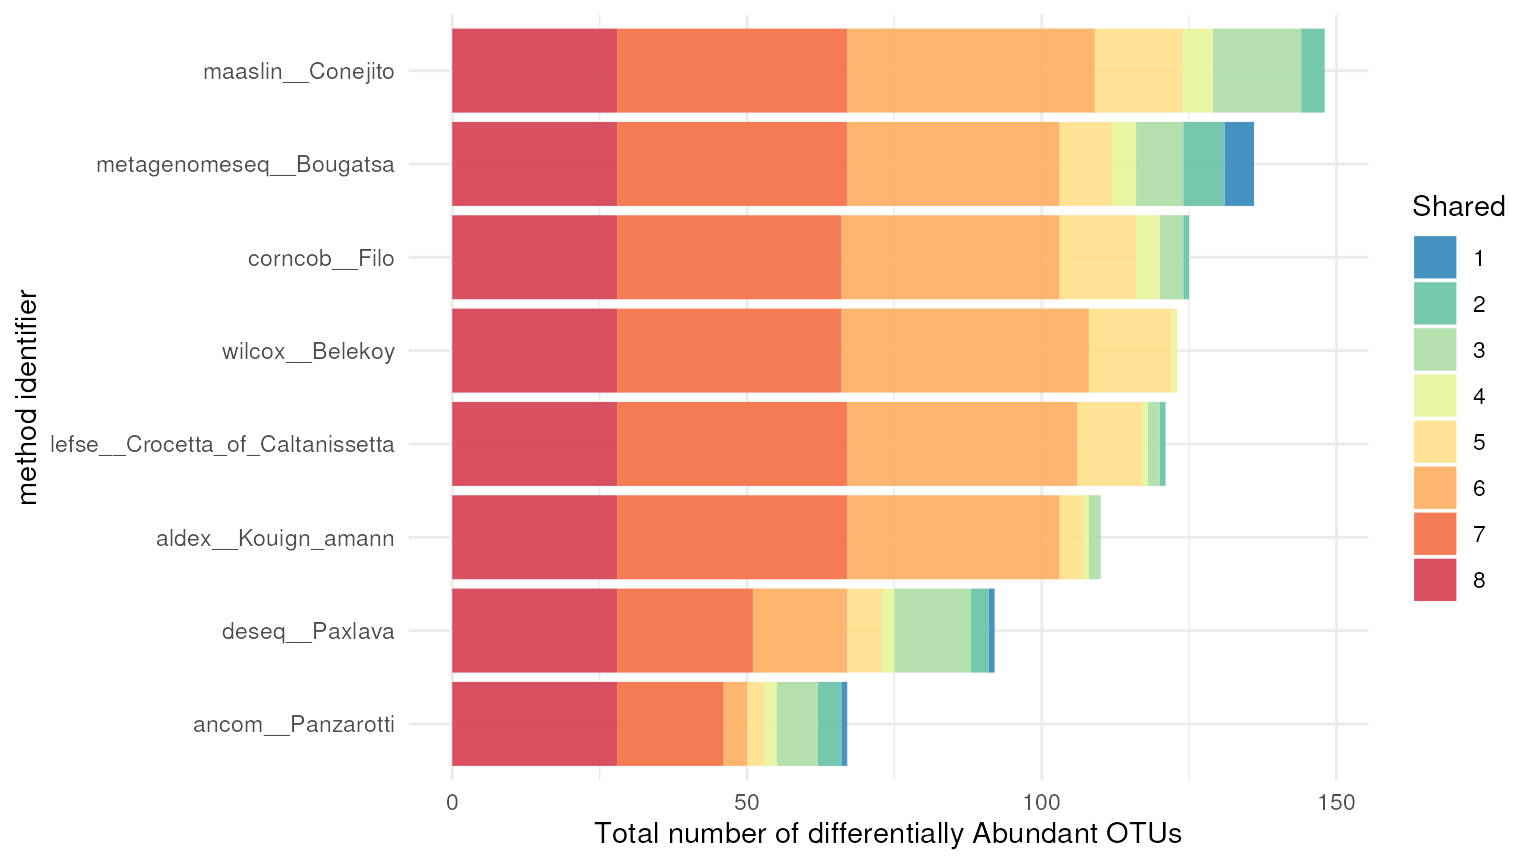 maaslin__Conejito
metagenomeseq__Bougatsa
corncob__Filo
wilcox__Belekoy
lefse__Crocetta_of_Caltanissetta
aldex__Kouign_amann
deseq__Paxlava
ancom__Panzarotti
method identifier
0 50 100 150
Total number of differentially Abundant OTUs
Shared
1
2
3
4
5
6
7
8